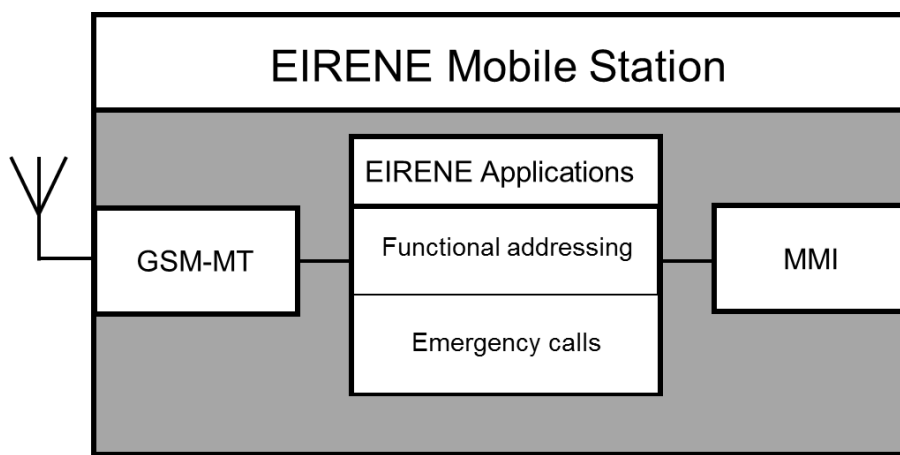 EIRENE Mobile Station
EIRENE Applications
GSM-MT
Functional addressing
MMI
Emergency calls